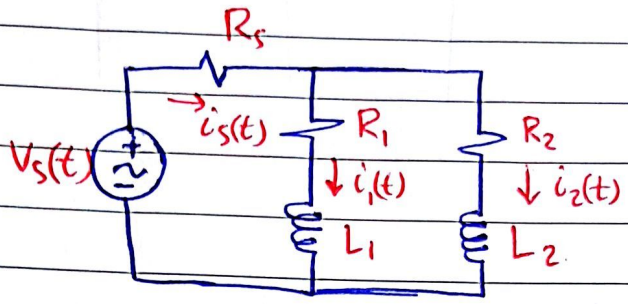 Rs
is(t)
Vs(t)
+
R1
i1(t)
L1
R2
i2(t)
L2